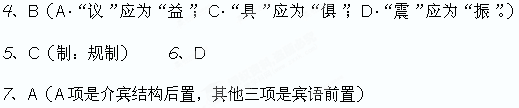 4、B（A·“议”应为“益”；C·“具”应为“俱”；D·“震”应为“振”。）
5、C（制：规制） 6、D
7、A（A项是介宾结构后置，其他三项是宾语前置）